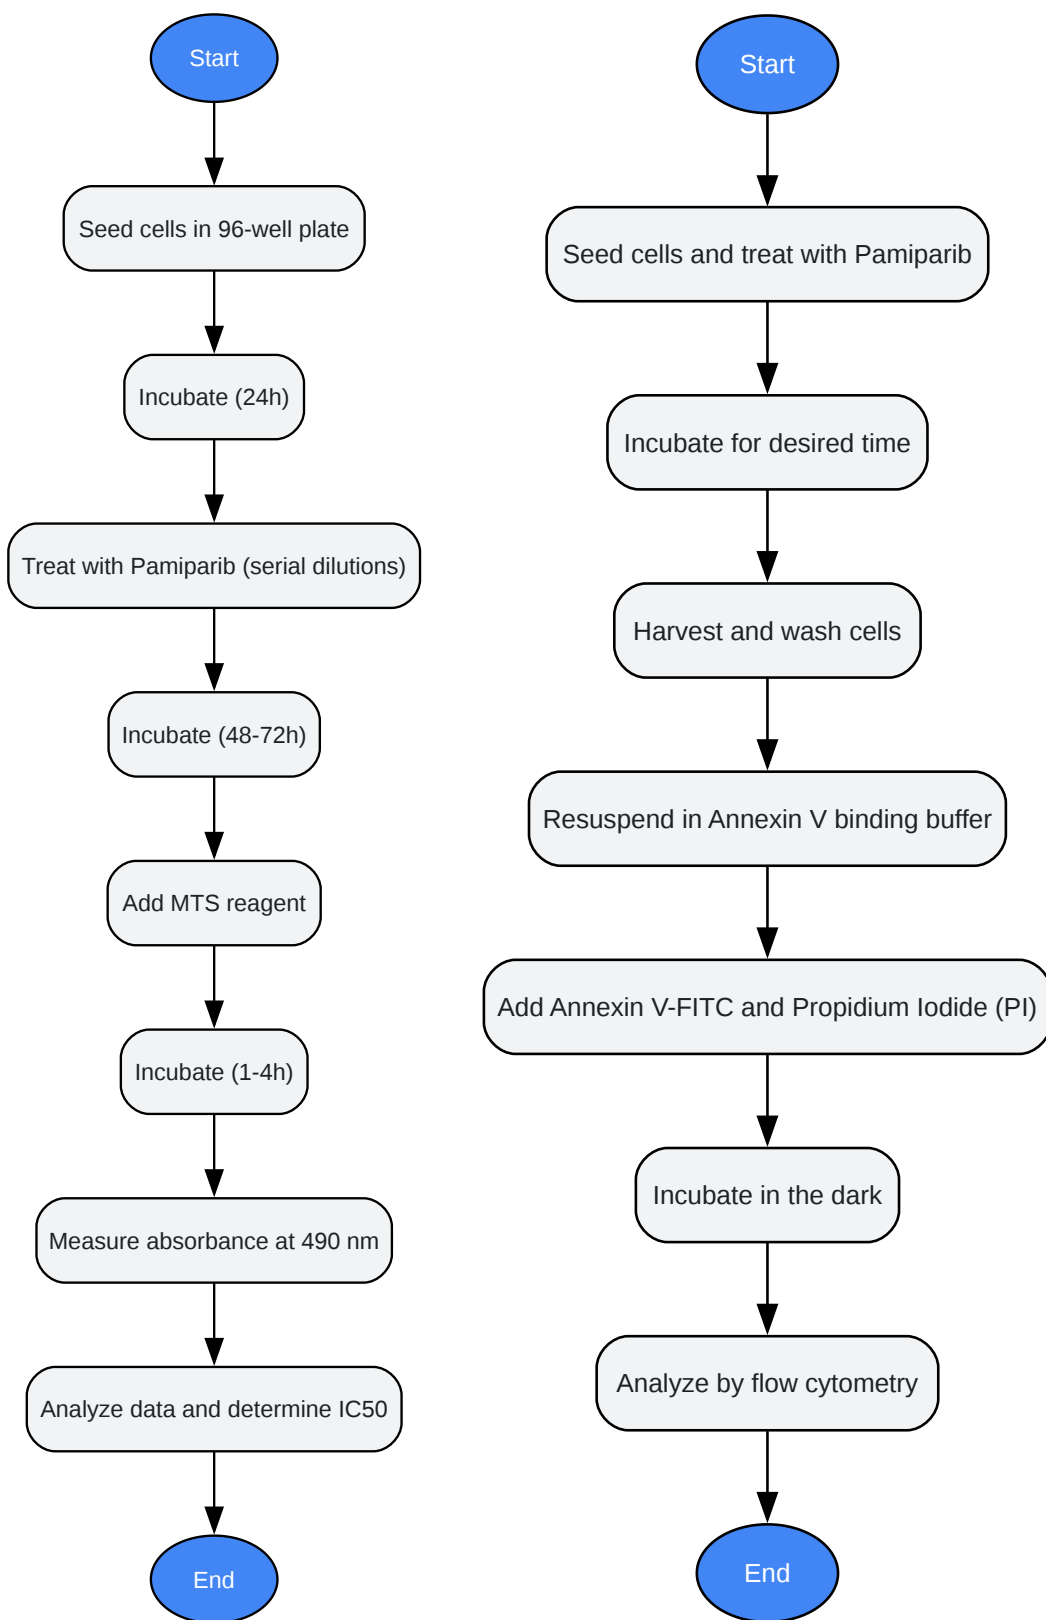 Start
Seed cells in 96-well plate
Incubate (24h)
Treat with Pamiparib (serial dilutions)
Incubate (48-72h)
Add MTS reagent
Incubate (1-4h)
Measure absorbance at 490 nm
Analyze data and determine IC50
End
Start
Seed cells and treat with Pamiparib
Incubate for desired time
Harvest and wash cells
Resuspend in Annexin V binding buffer
Add Annexin V-FITC and Propidium Iodide (PI)
Incubate in the dark
Analyze by flow cytometry
End